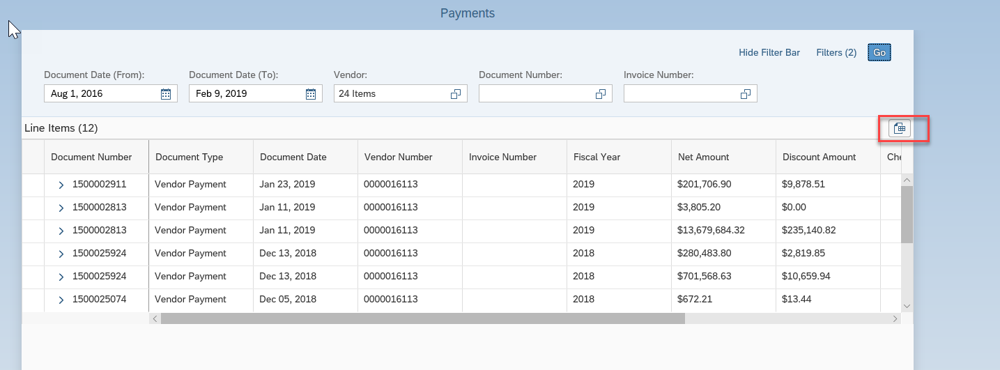 Payments
Hide Filter Bar Filters (2) Go
Document Date (From): Document Date (To): Vendor: Document Number: Invoice Number:
Aug 1, 2016 Feb 9, 2019 24 Items
Line Items (12)
Document Number Document Type Document Date Vendor Number Invoice Number Fiscal Year Net Amount Discount Amount Che
1500002911 Vendor Payment Jan 23, 2019 0000016113 2019 $201,706.90 $9,878.51
1500002813 Vendor Payment Jan 11, 2019 0000016113 2019 $3,805.20 $0.00
1500002813 Vendor Payment Jan 11, 2019 0000016113 2019 $13,679,684.32 $235,140.82
1500025924 Vendor Payment Dec 13, 2018 0000016113 2018 $280,483.80 $2,819.85
1500025924 Vendor Payment Dec 13, 2018 0000016113 2018 $701,568.63 $10,659.94
1500025074 Vendor Payment Dec 05, 2018 0000016113 2018 $672.21 $13.44